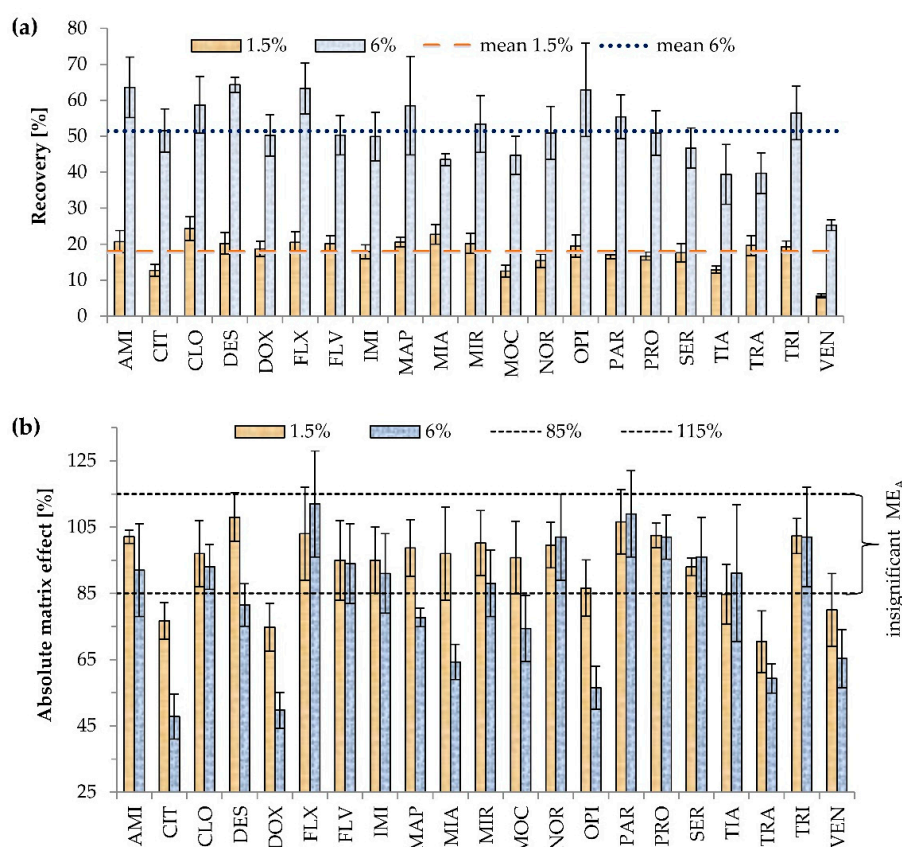 (a)
1.5% 6% mean 1.5% mean 6%
Recovery [%]
80
70
60
50
40
30
20
10
0
AMI CIT CLO DES DOX FLX FLV IMI MAP MIA MIR MOC NOR OPI PAR PRO SER TIA TRA TRI VEN
(b)
1.5% 6% 85% 115%
Absolute matrix effect [%]
125
105
85
65
45
25
insignificant ME_A
AMI CIT CLO DES DOX FLX FLV IMI MAP MIA MIR MOC NOR OPI PAR PRO SER TIA TRA TRI VEN